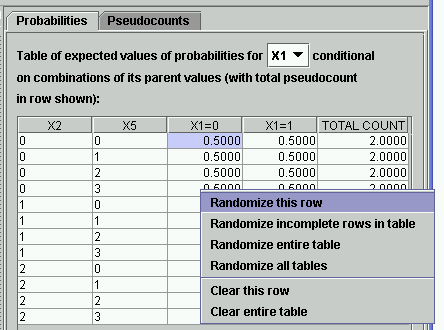 Probabilities Pseudocounts
Table of expected values of probabilities for X1 conditional
on combinations of its parent values (with total pseudocount
in row shown):
X2 X5 X1=0 X1=1 TOTAL COUNT
0 0 0.5000 0.5000 2.0000
0 1 0.5000 0.5000 2.0000
0 2 0.5000 0.5000 2.0000
0 3 0.5000 0.5000 2.0000
1 0 Randomize this row
1 1 Randomize incomplete rows in table
1 2 Randomize entire table
1 3 Randomize all tables
2 0
2 1 Clear this row
2 2 Clear entire table
2 3